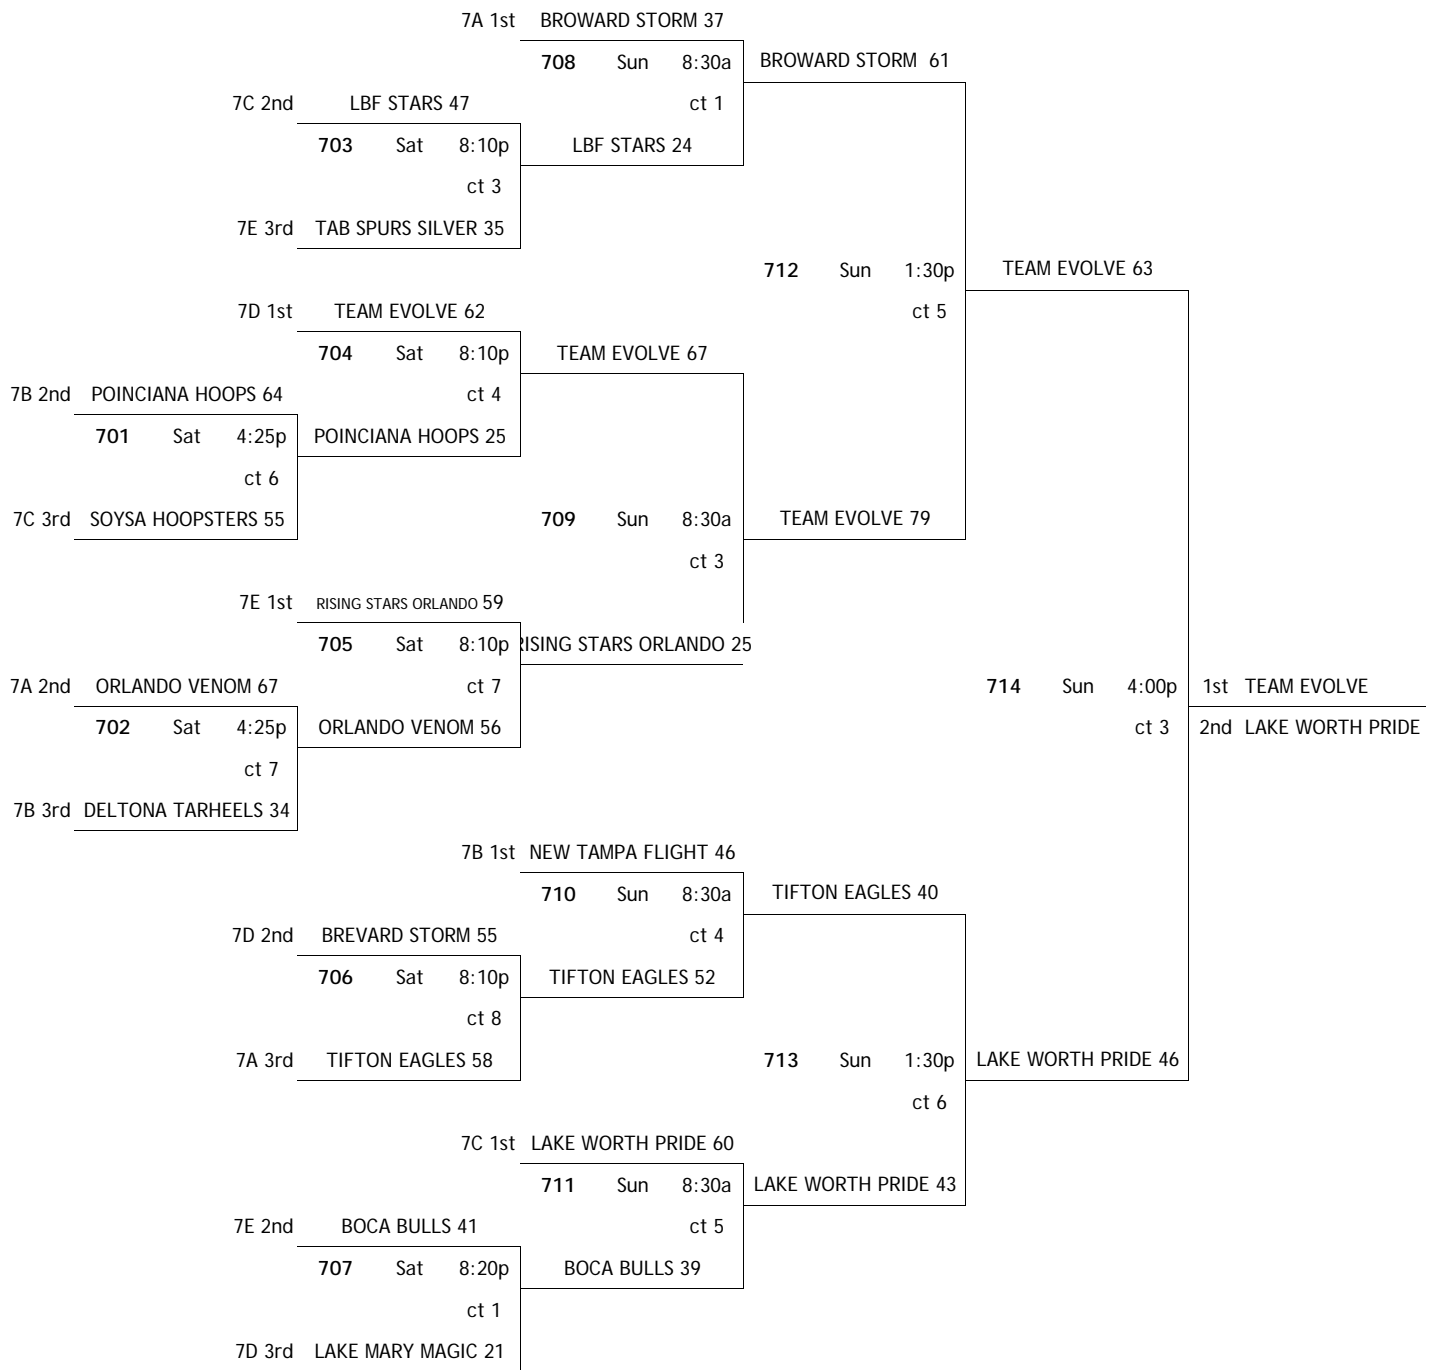 7A 1st BROWARD STORM 37
708 Sun 8:30a BROWARD STORM 61
7C 2nd LBF STARS 47 ct 1
703 Sat 8:10p LBF STARS 24
ct 3
7E 3rd TAB SPURS SILVER 35
712 Sun 1:30p TEAM EVOLVE 63
7D 1st TEAM EVOLVE 62 ct 5
704 Sat 8:10p TEAM EVOLVE 67
7B 2nd POINCIANA HOOPS 64 ct 4
701 Sat 4:25p POINCIANA HOOPS 25
ct 6
7C 3rd SOYSA HOOPSTERS 55 709 Sun 8:30a TEAM EVOLVE 79
ct 3
7E 1st RISING STARS ORLANDO 59
705 Sat 8:10p RISING STARS ORLANDO 25
7A 2nd ORLANDO VENOM 67 ct 7 714 Sun 4:00p 1st TEAM EVOLVE
702 Sat 4:25p ORLANDO VENOM 56 ct 3 2nd LAKE WORTH PRIDE
ct 7
7B 3rd DELTONA TARHEELS 34
7B 1st NEW TAMPA FLIGHT 46
710 Sun 8:30a TIFTON EAGLES 40
7D 2nd BREVARD STORM 55 ct 4
706 Sat 8:10p TIFTON EAGLES 52
ct 8
7A 3rd TIFTON EAGLES 58 713 Sun 1:30p LAKE WORTH PRIDE 46
ct 6
7C 1st LAKE WORTH PRIDE 60
711 Sun 8:30a LAKE WORTH PRIDE 43
7E 2nd BOCA BULLS 41 ct 5
707 Sat 8:20p BOCA BULLS 39
ct 1
7D 3rd LAKE MARY MAGIC 21